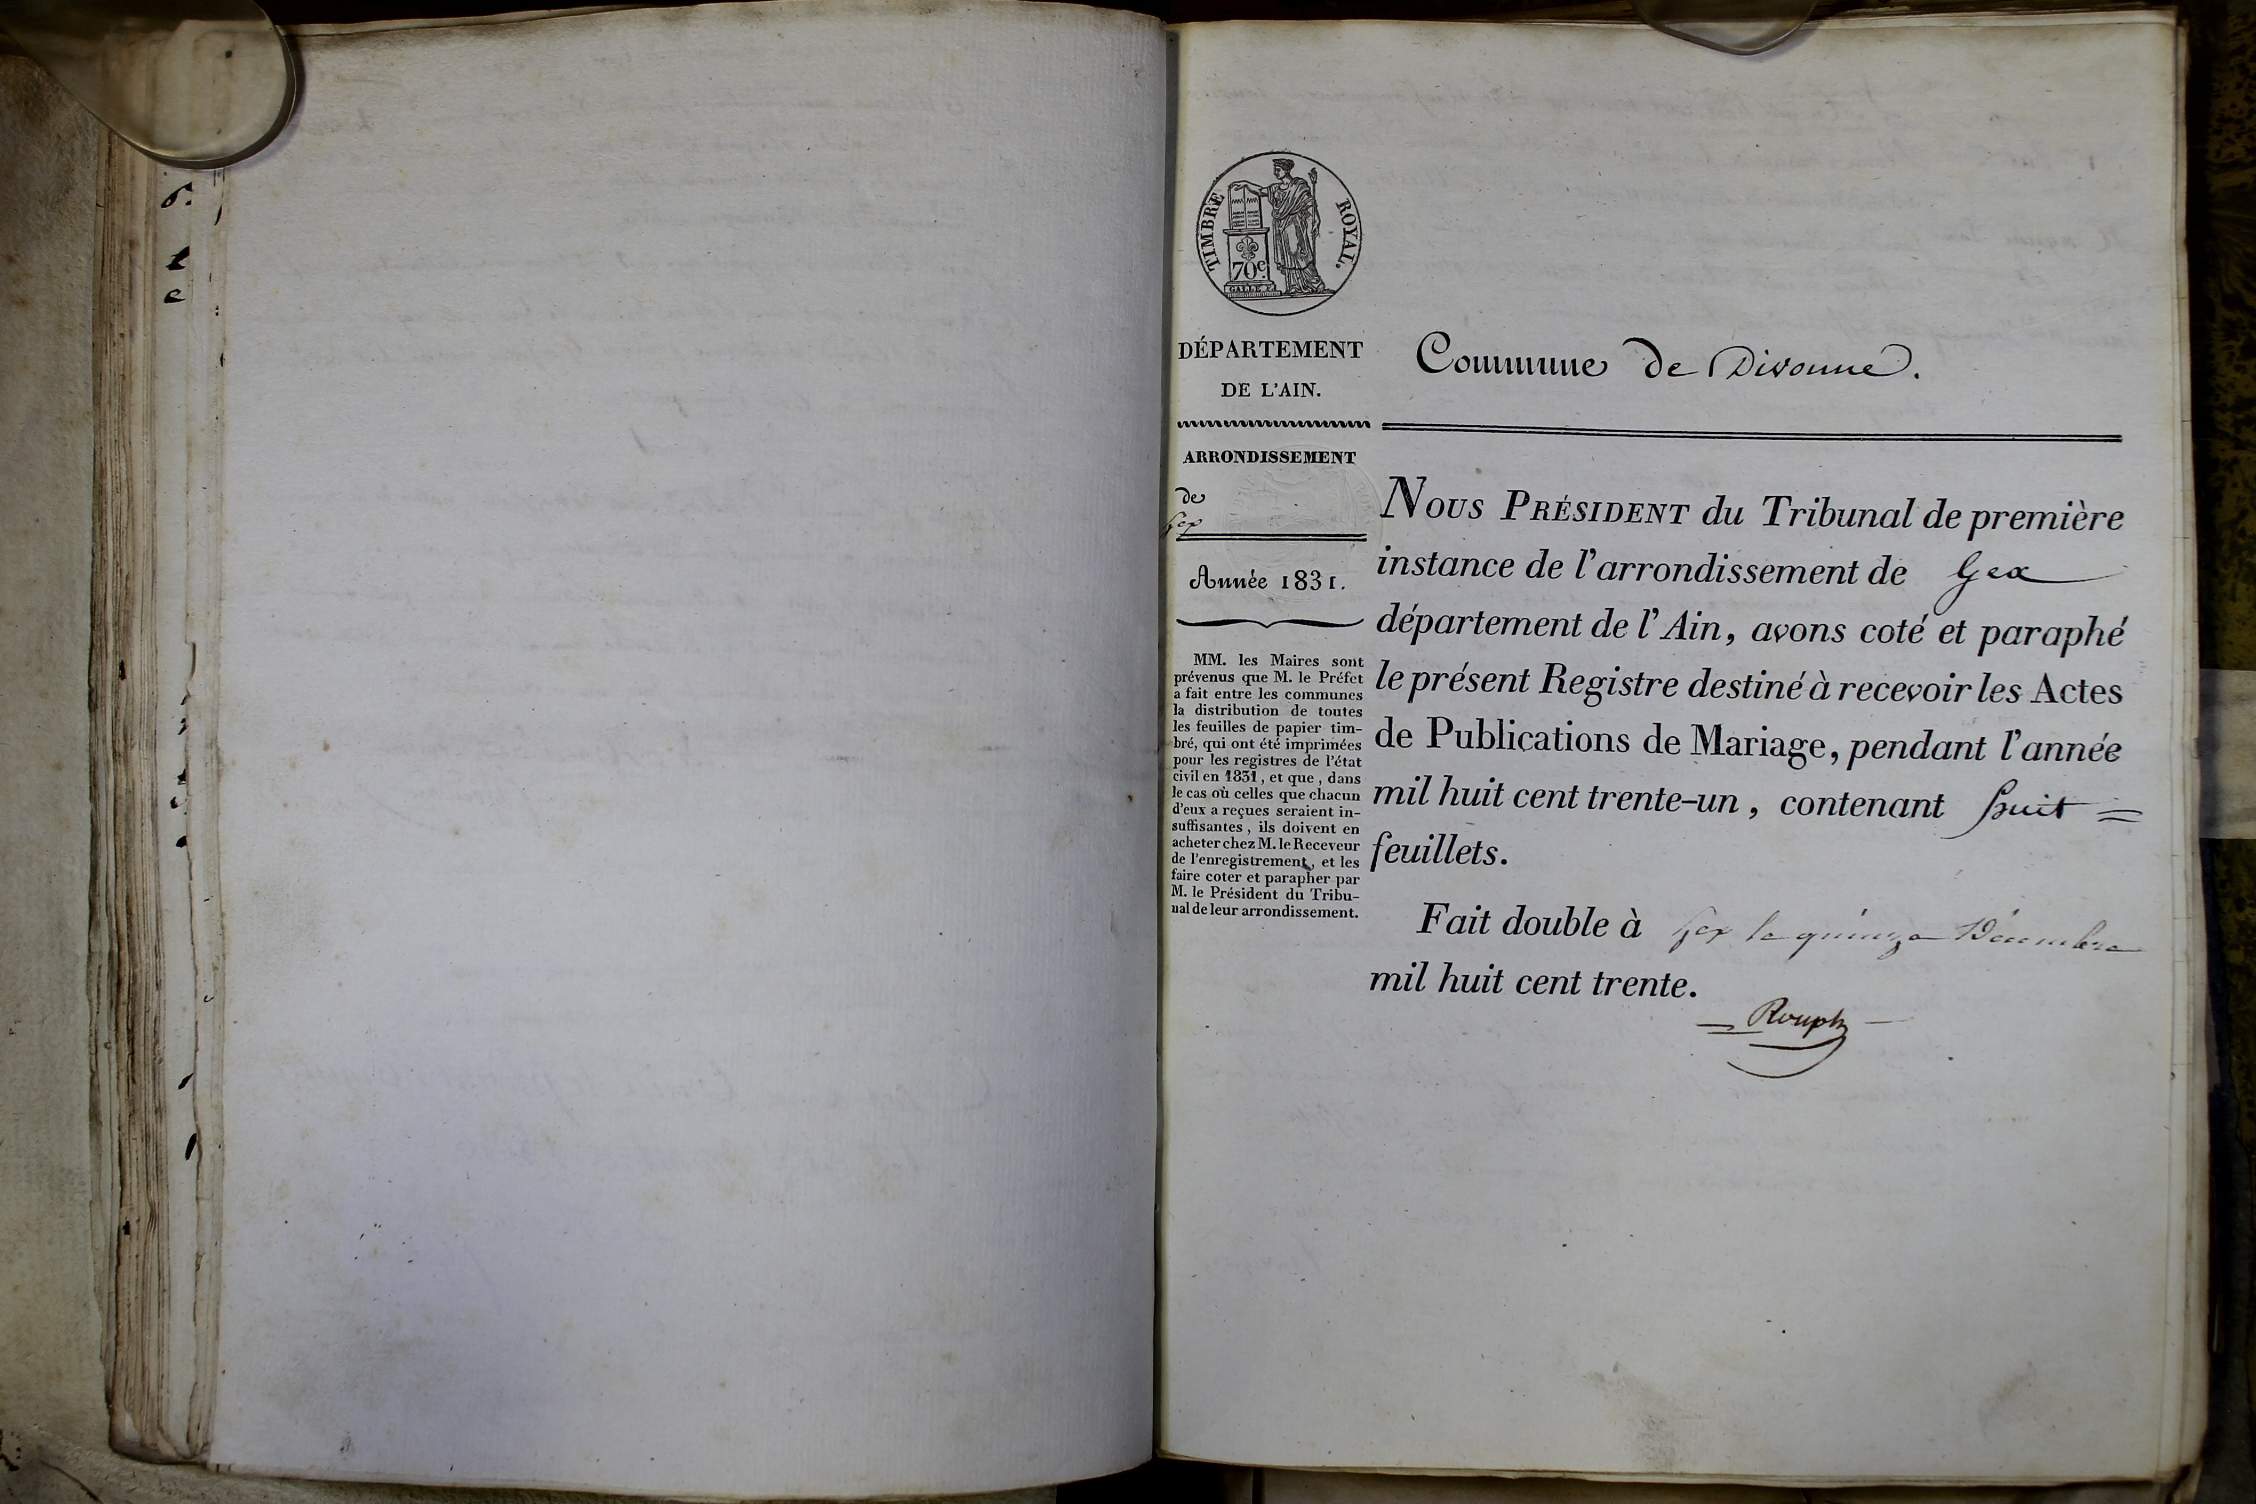 TIMBRE ROYAL.
70c.
GALLE F.
DÉPARTEMENT
DE L'AIN.
ARRONDISSEMENT
de
Gex
Année 1831.
MM. les Maires sont
prévenus que M. le Préfet
a fait entre les communes
la distribution de toutes
les feuilles de papier tim-
bré, qui ont été imprimées
pour les registres de l'état
civil en 1831, et que, dans
le cas où celles que chacun
d'eux a reçues seraient in-
suffisantes, ils doivent en
acheter chez M. le Receveur
de l'enregistrement, et les
faire coter et parapher par
M. le Président du Tribu-
nal de leur arrondissement.
Commune de Divonne.
NOUS PRÉSIDENT du Tribunal de première
instance de l'arrondissement de Gex
département de l'Ain, avons coté et paraphé
le présent Registre destiné à recevoir les Actes
de Publications de Mariage, pendant l'année
mil huit cent trente-un, contenant huit
feuillets.
Fait double à Gex le quinze Décembre
mil huit cent trente.
Rouph